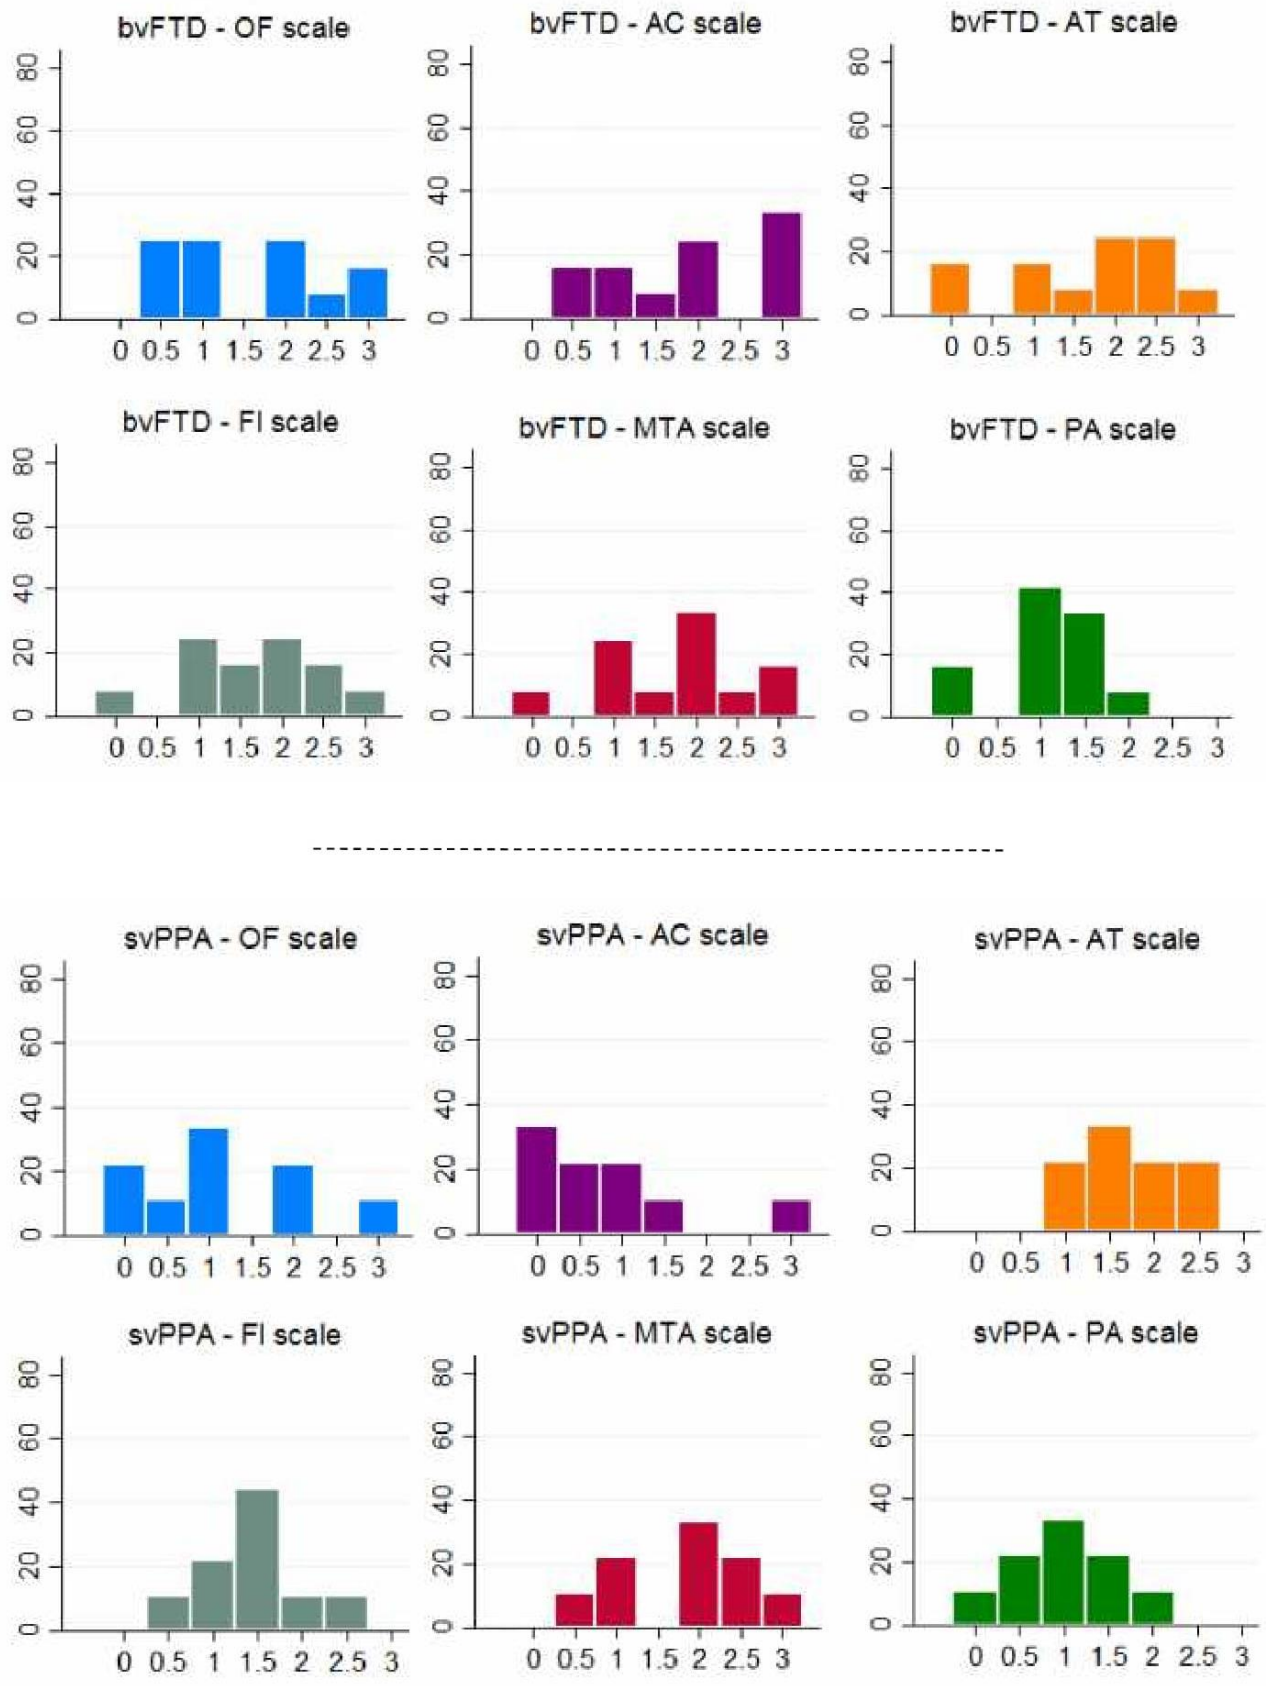 bvFTD - OF scale
80
60
40
20
0
0 0.5 1 1.5 2 2.5 3
bvFTD - AC scale
80
60
40
20
0
0 0.5 1 1.5 2 2.5 3
bvFTD - AT scale
80
60
40
20
0
0 0.5 1 1.5 2 2.5 3
bvFTD - FI scale
80
60
40
20
0
0 0.5 1 1.5 2 2.5 3
bvFTD - MTA scale
80
60
40
20
0
0 0.5 1 1.5 2 2.5 3
bvFTD - PA scale
80
60
40
20
0
0 0.5 1 1.5 2 2.5 3
svPPA - OF scale
80
60
40
20
0
0 0.5 1 1.5 2 2.5 3
svPPA - AC scale
80
60
40
20
0
0 0.5 1 1.5 2 2.5 3
svPPA - AT scale
80
60
40
20
0
0 0.5 1 1.5 2 2.5 3
svPPA - FI scale
80
60
40
20
0
0 0.5 1 1.5 2 2.5 3
svPPA - MTA scale
80
60
40
20
0
0 0.5 1 1.5 2 2.5 3
svPPA - PA scale
80
60
40
20
0
0 0.5 1 1.5 2 2.5 3